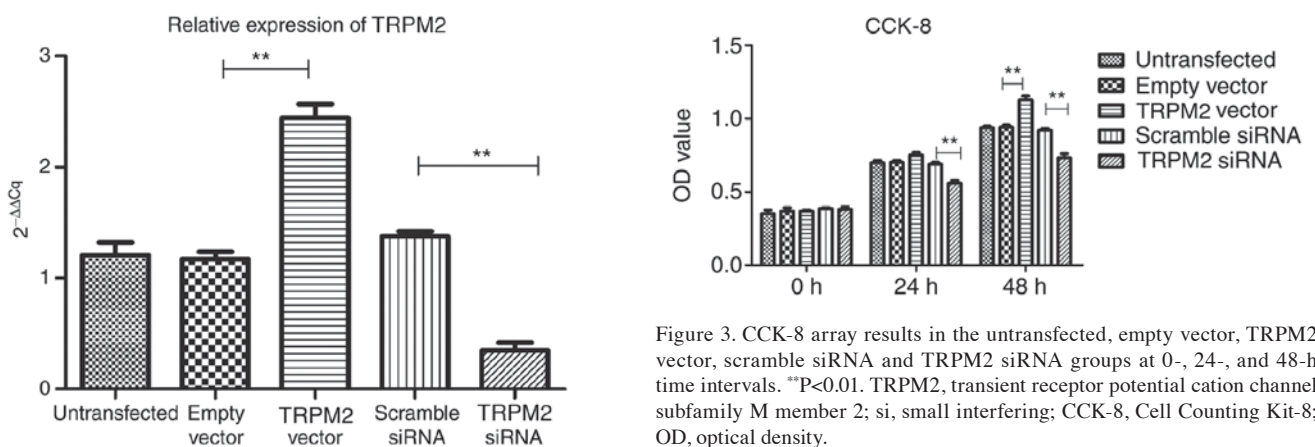 Relative expression of TRPM2
3
2
1
0
2−ΔΔCq
**
**
Untransfected
Empty
vector
TRPM2
vector
Scramble
siRNA
TRPM2
siRNA
CCK-8
1.5
1.0
0.5
0.0
OD value
**
**
**
0 h
24 h
48 h
Untransfected
Empty vector
TRPM2 vector
Scramble siRNA
TRPM2 siRNA
Figure 3. CCK-8 array results in the untransfected, empty vector, TRPM2
vector, scramble siRNA and TRPM2 siRNA groups at 0-, 24-, and 48-h
time intervals. **P<0.01. TRPM2, transient receptor potential cation channel
subfamily M member 2; si, small interfering; CCK-8, Cell Counting Kit-8;
OD, optical density.